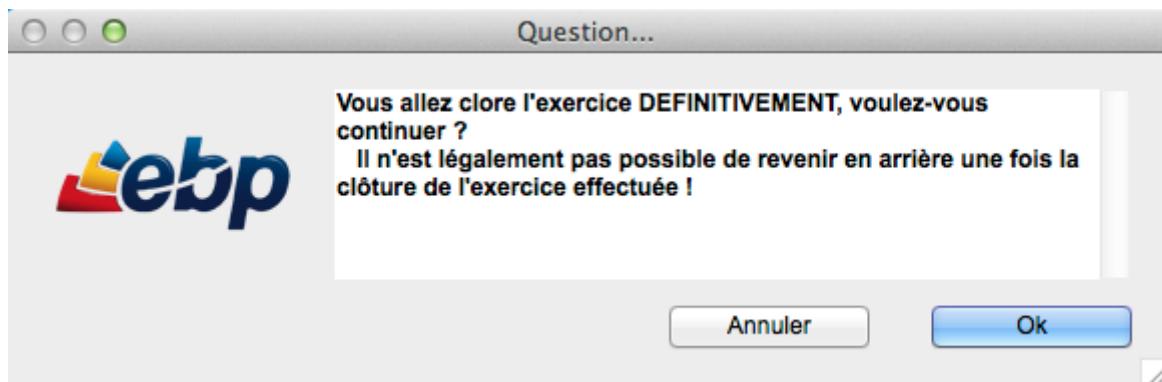 Question...
Vous allez clore l'exercice DEFINITIVEMENT, voulez-vous
continuer ?
Il n'est légalement pas possible de revenir en arrière une fois la
clôture de l'exercice effectuée !
ebp
Annuler
Ok